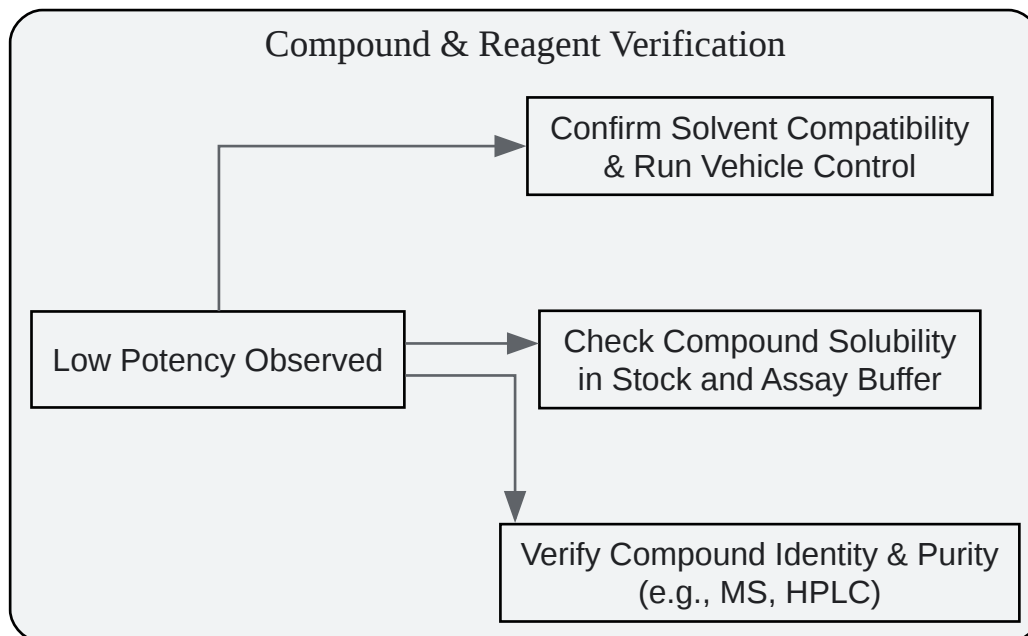 Compound & Reagent Verification
Confirm Solvent Compatibility
& Run Vehicle Control
Low Potency Observed
Check Compound Solubility
in Stock and Assay Buffer
Verify Compound Identity & Purity
(e.g., MS, HPLC)